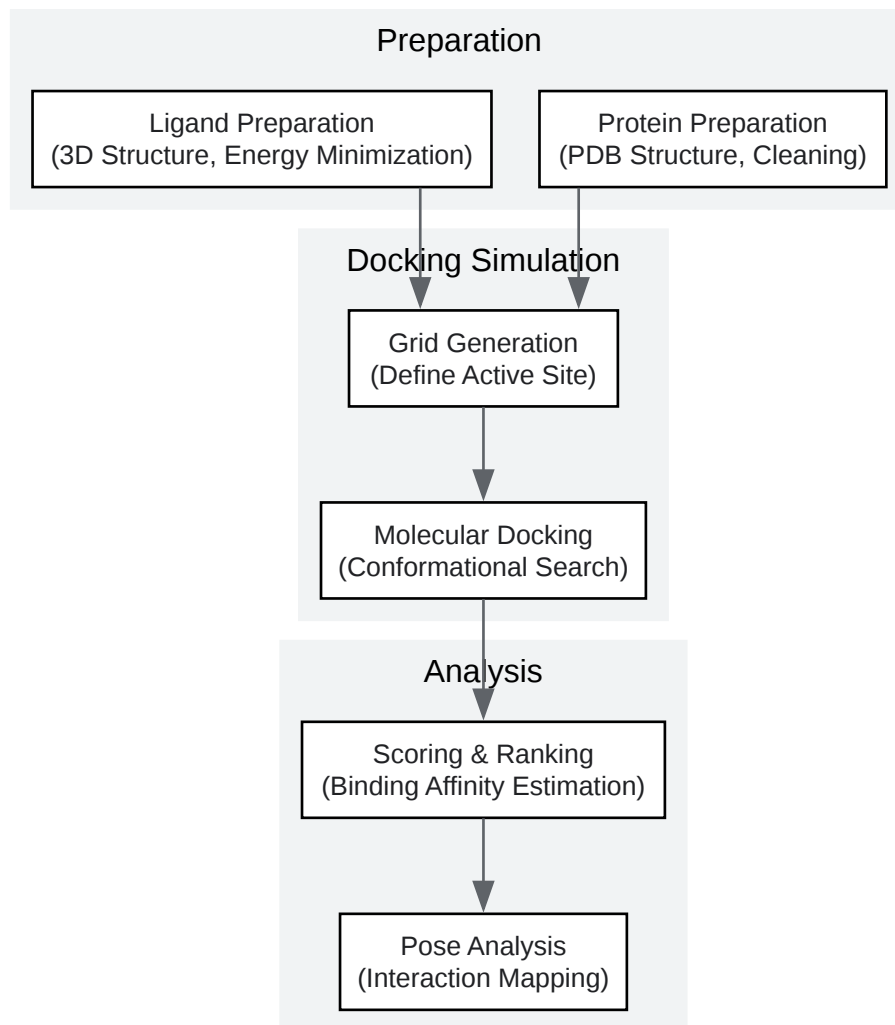 Preparation
Ligand Preparation
(3D Structure, Energy Minimization)
Protein Preparation
(PDB Structure, Cleaning)
Docking Simulation
Grid Generation
(Define Active Site)
Molecular Docking
(Conformational Search)
Analysis
Scoring & Ranking
(Binding Affinity Estimation)
Pose Analysis
(Interaction Mapping)